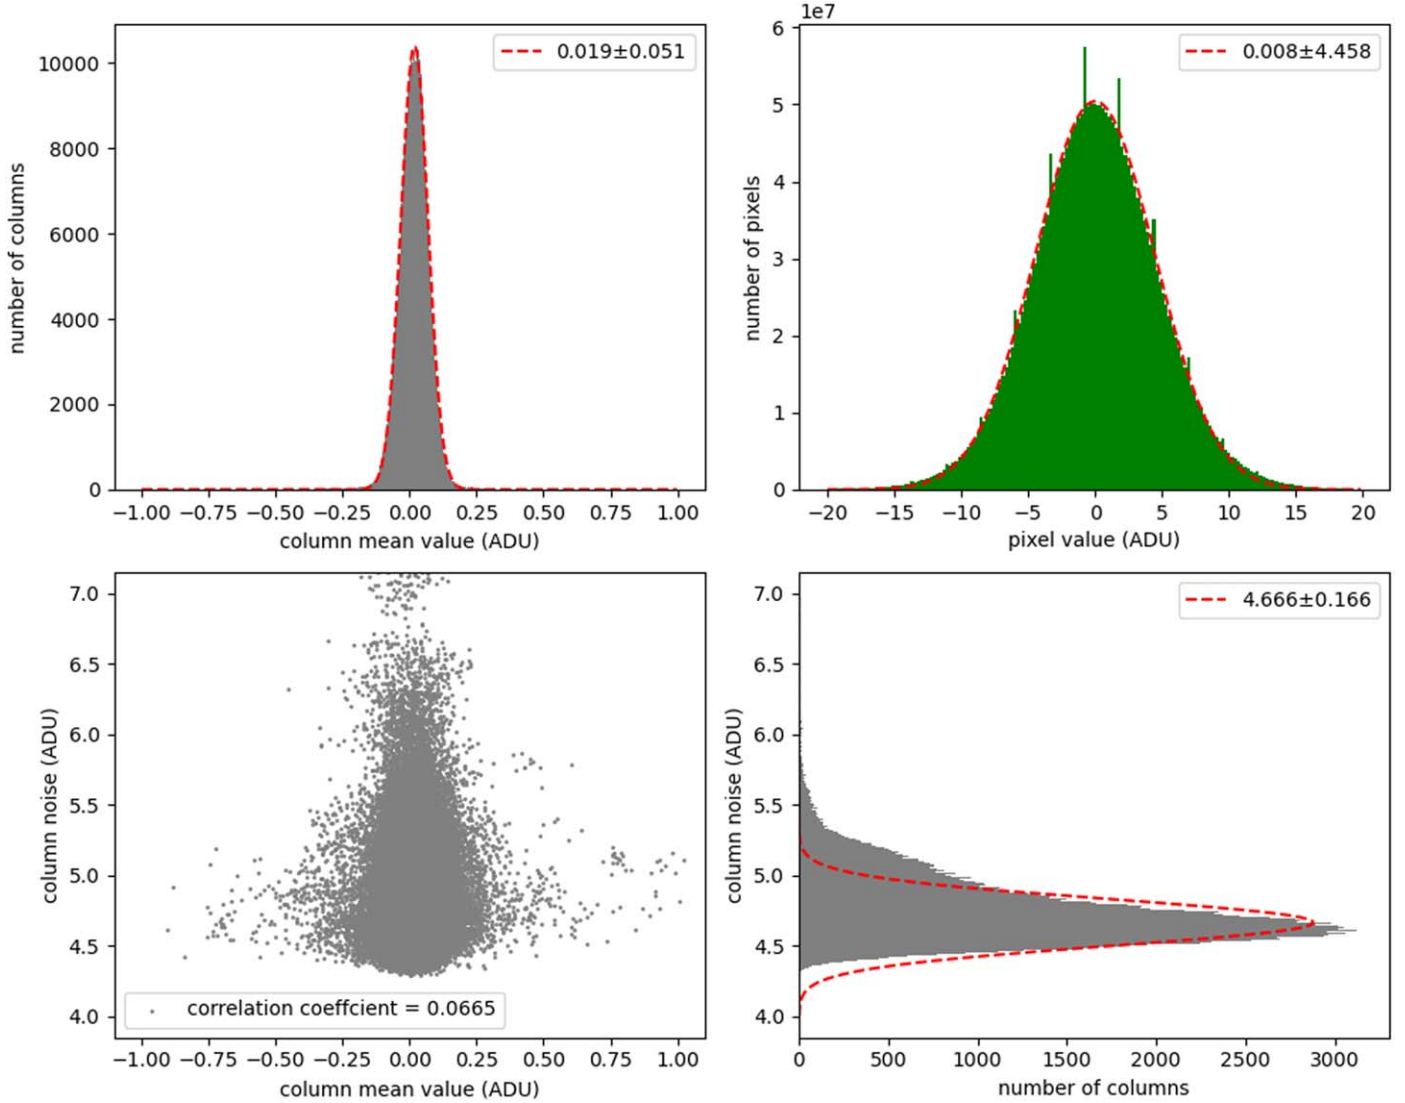 0.019±0.051
10000
8000
6000
4000
2000
0
number of columns
−1.00 −0.75 −0.50 −0.25 0.00 0.25 0.50 0.75 1.00
column mean value (ADU)
1e7
0.008±4.458
6
5
4
3
2
1
0
number of pixels
−20 −15 −10 −5 0 5 10 15 20
pixel value (ADU)
7.0
6.5
6.0
5.5
5.0
4.5
4.0
column noise (ADU)
correlation coeffcient = 0.0665
−1.00 −0.75 −0.50 −0.25 0.00 0.25 0.50 0.75 1.00
column mean value (ADU)
4.666±0.166
7.0
6.5
6.0
5.5
5.0
4.5
4.0
column noise (ADU)
0 500 1000 1500 2000 2500 3000
number of columns